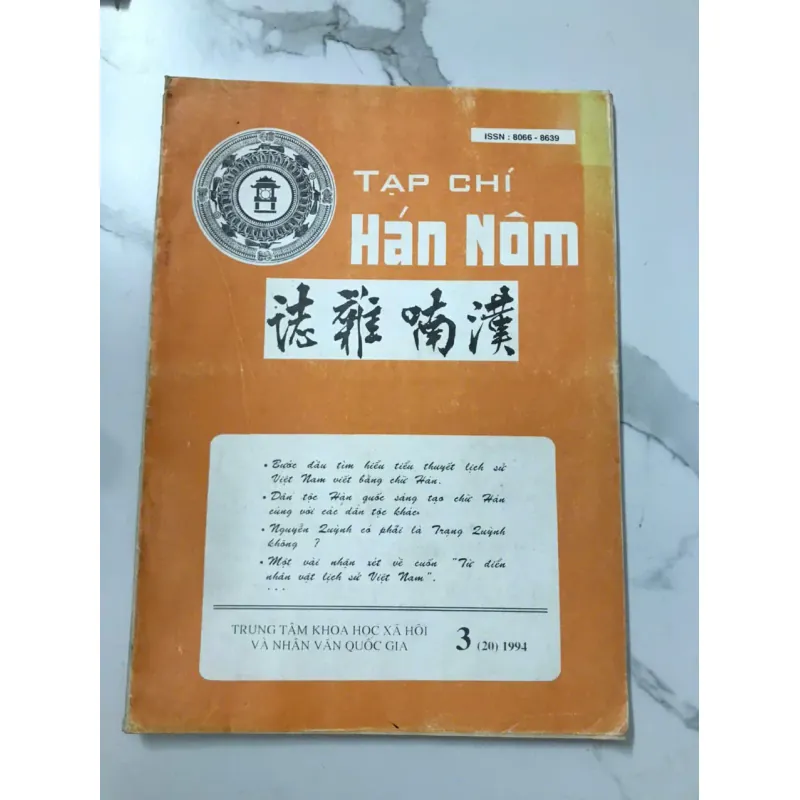 ISSN : 8066 - 8639
TẠP CHÍ
Hán Nôm
誌雜喃漢
• Bước đầu tìm hiểu tiểu thuyết lịch sử
Việt Nam viết bằng chữ Hán.
• Dân tộc Hán quốc sáng tạo chữ Hán
cùng với các dân tộc khác.
• Nguyễn Quỳnh có phải là Trạng Quỳnh
không ?
• Một vài nhận xét về cuốn "Từ điển
nhân vật lịch sử Việt Nam".
. . .
TRUNG TÂM KHOA HỌC XÃ HỘI
VÀ NHÂN VĂN QUỐC GIA
3 (20) 1994